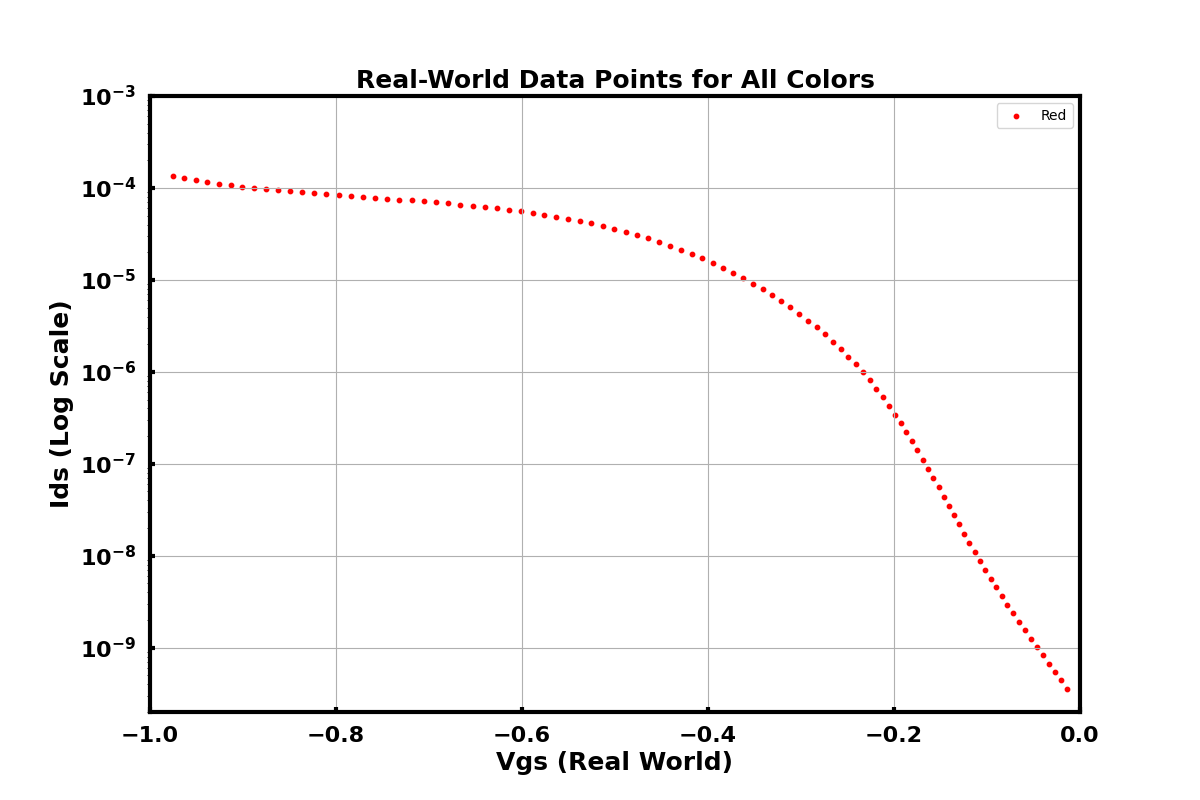 Real-World Data Points for All Colors
Red
10⁻³
10⁻⁴
10⁻⁵
10⁻⁶
10⁻⁷
10⁻⁸
10⁻⁹
Ids (Log Scale)
−1.0 −0.8 −0.6 −0.4 −0.2 0.0
Vgs (Real World)